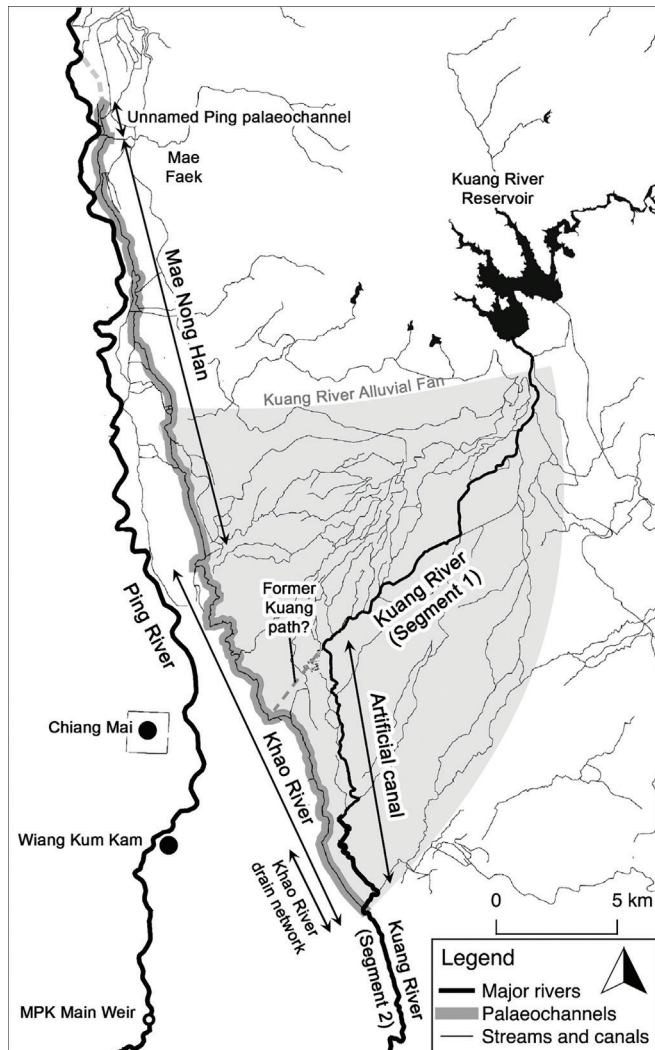 Unnamed Ping palaeochannel
Mae
Faek
Kuang River
Reservoir
Mae Nong Han
Kuang River Alluvial Fan
Kuang River
(Segment 1)
Former
Kuang
path?
Ping River
Artificial canal
Chiang Mai
Khao River
Wiang Kum Kam
Khao River
drain network
Kuang River
(Segment 2)
MPK Main Weir
0 5 km
Legend
Major rivers
Palaeochannels
Streams and canals